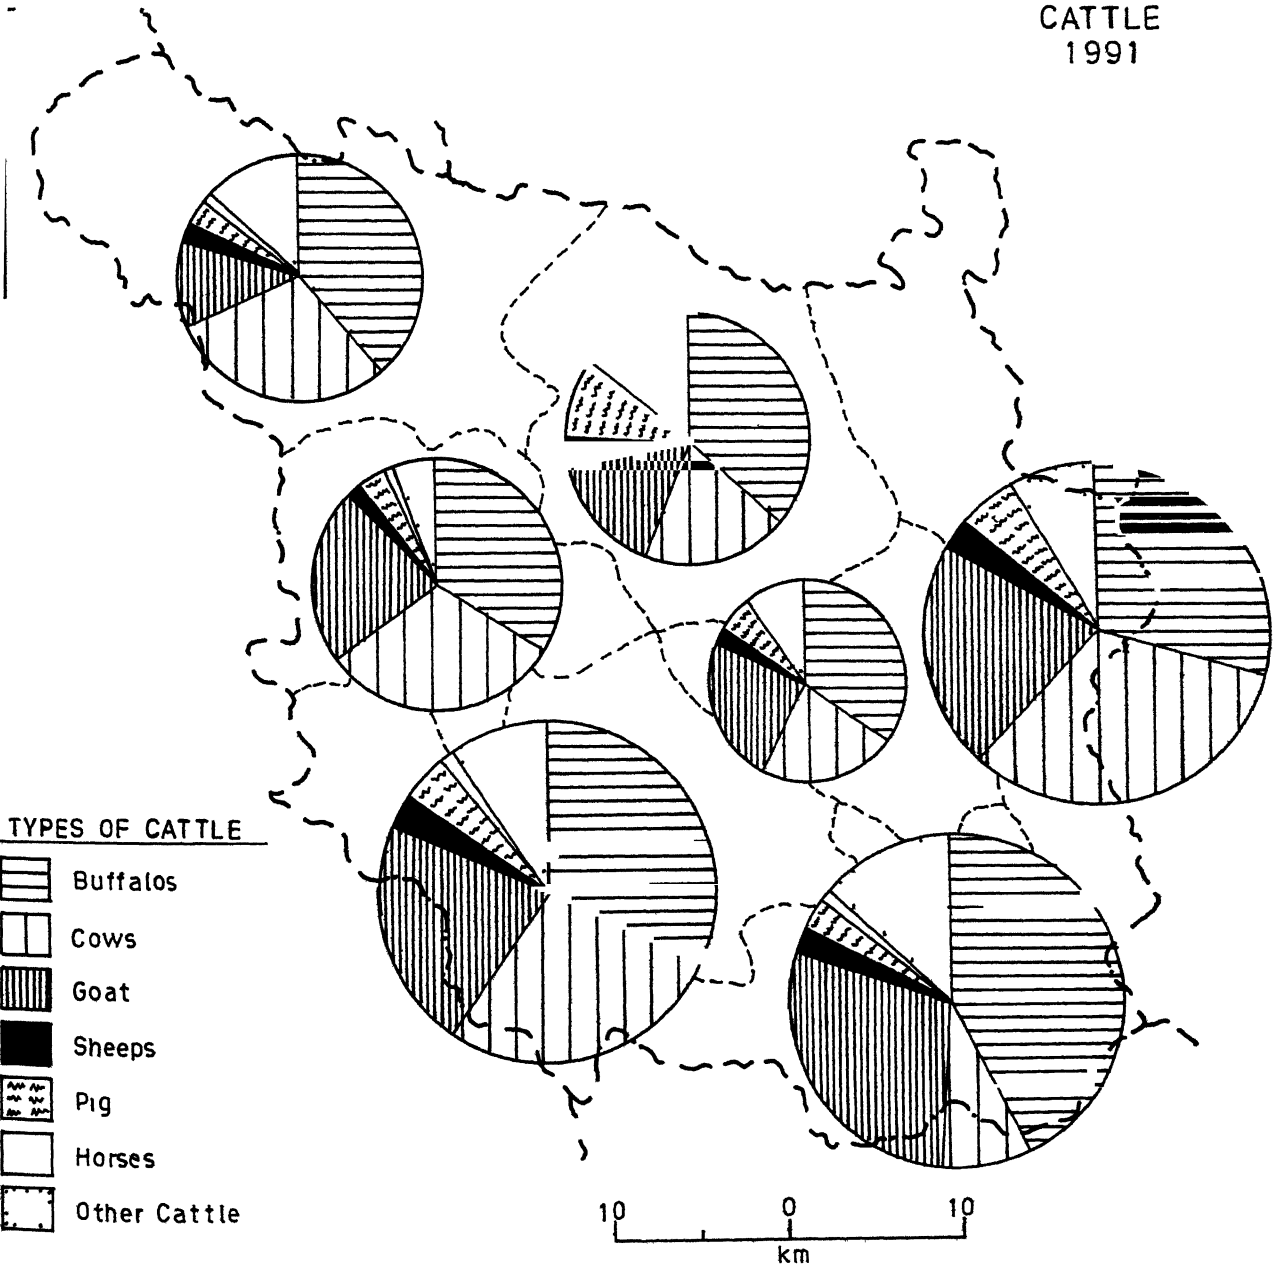 CATTLE
1991
TYPES OF CATTLE
Buffalos
Cows
Goat
Sheeps
Pig
Horses
Other Cattle
10 0 10
km